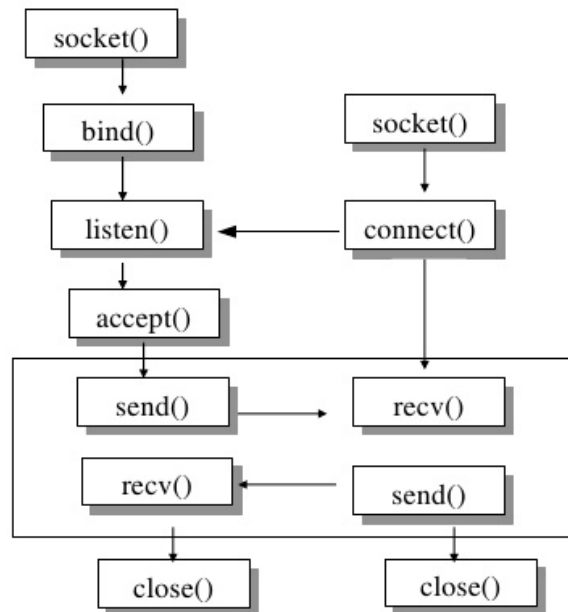 socket()
bind()
socket()
listen()
connect()
accept()
send()
recv()
recv()
send()
close()
close()